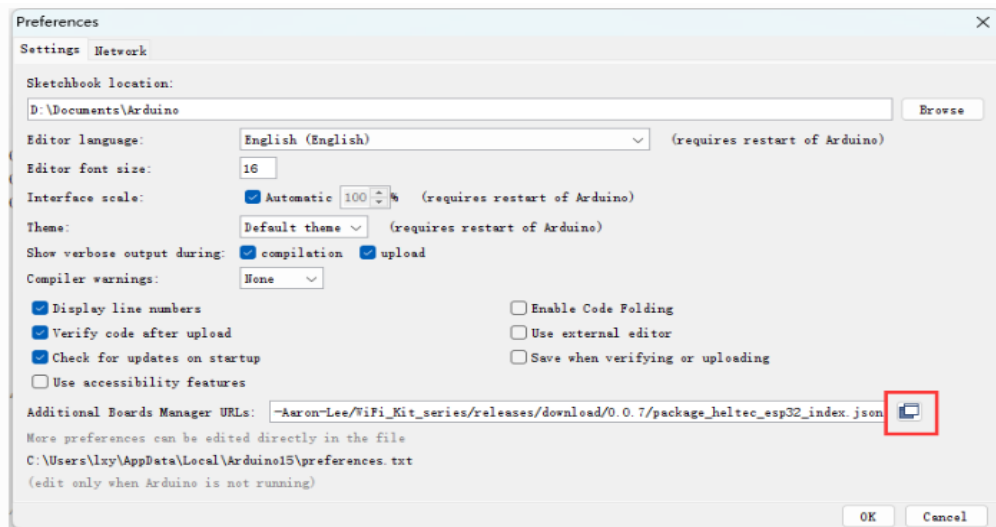 Preferences
Settings Network
Sketchbook location:
D:\Documents\Arduino Browse
Editor language: English (English) (requires restart of Arduino)
Editor font size: 16
Interface scale: Automatic 100 % (requires restart of Arduino)
Theme: Default theme (requires restart of Arduino)
Show verbose output during: compilation upload
Compiler warnings: None
Display line numbers Enable Code Folding
Verify code after upload Use external editor
Check for updates on startup Save when verifying or uploading
Use accessibility features
Additional Boards Manager URLs: -Aaron-Lee/WiFi_Kit_series/releases/download/0.0.7/package_heltec_esp32_index.json
More preferences can be edited directly in the file
C:\Users\lxy\AppData\Local\Arduino15\preferences.txt
(edit only when Arduino is not running)
OK Cancel